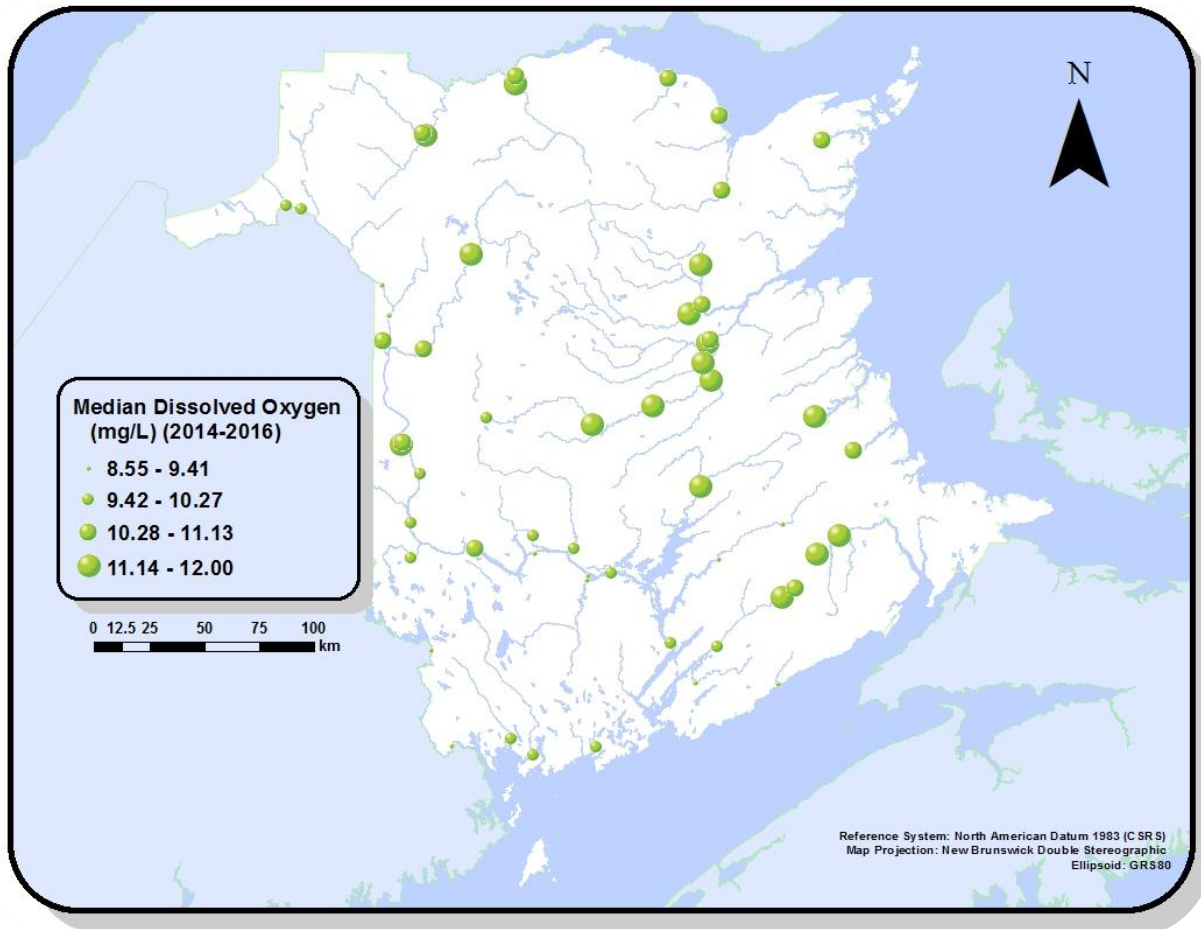 N
Median Dissolved Oxygen
(mg/L) (2014-2016)
8.55 - 9.41
9.42 - 10.27
10.28 - 11.13
11.14 - 12.00
0 12.5 25 50 75 100
km
Reference System: North American Datum 1983 (CSRS)
Map Projection: New Brunswick Double Stereographic
Ellipsoid: GRS80